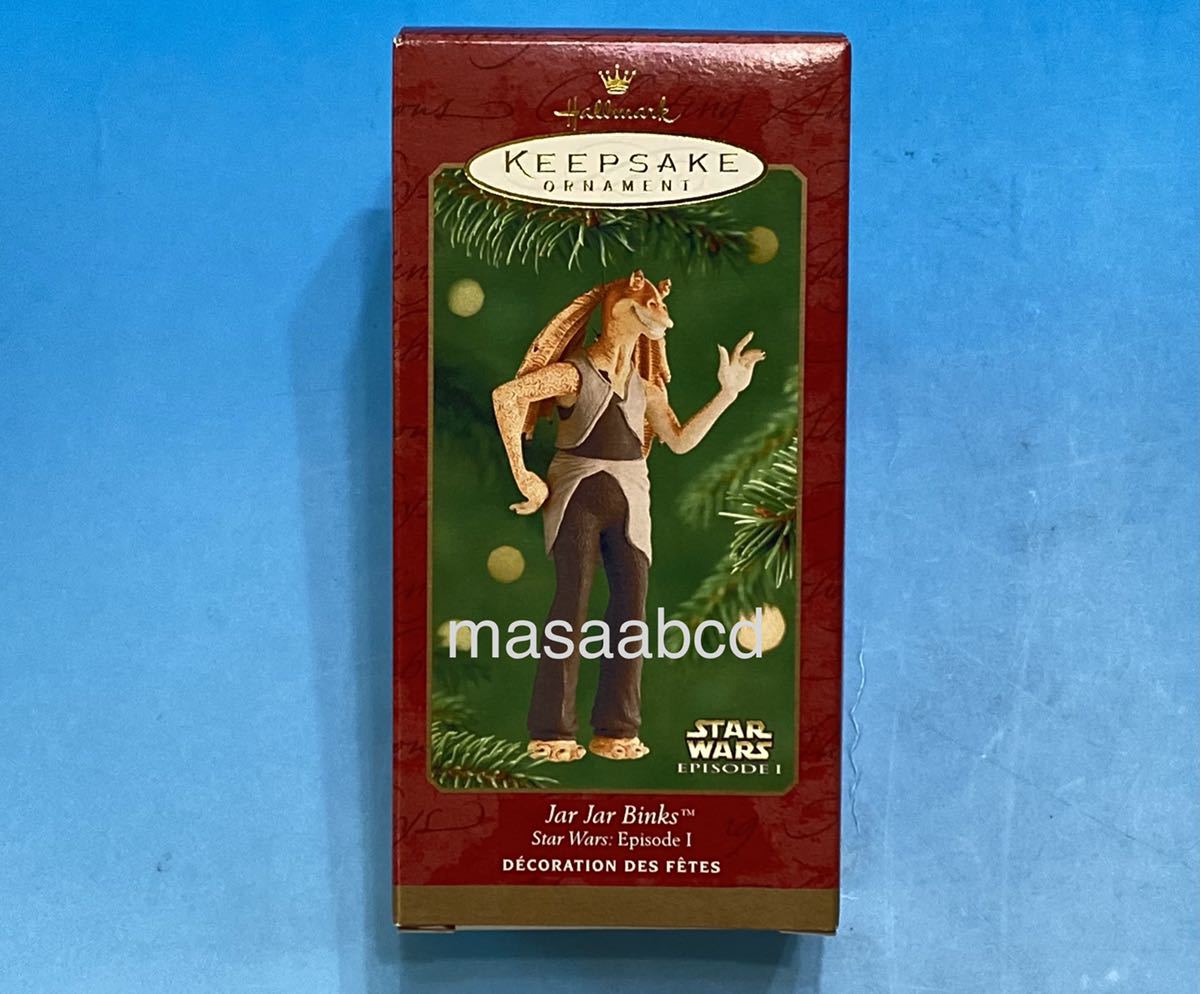 Hallmark
KEEPSAKE
ORNAMENT
masaabcd
STAR
WARS
EPISODE I
Jar Jar Binks™
Star Wars: Episode I
DÉCORATION DES FÊTES